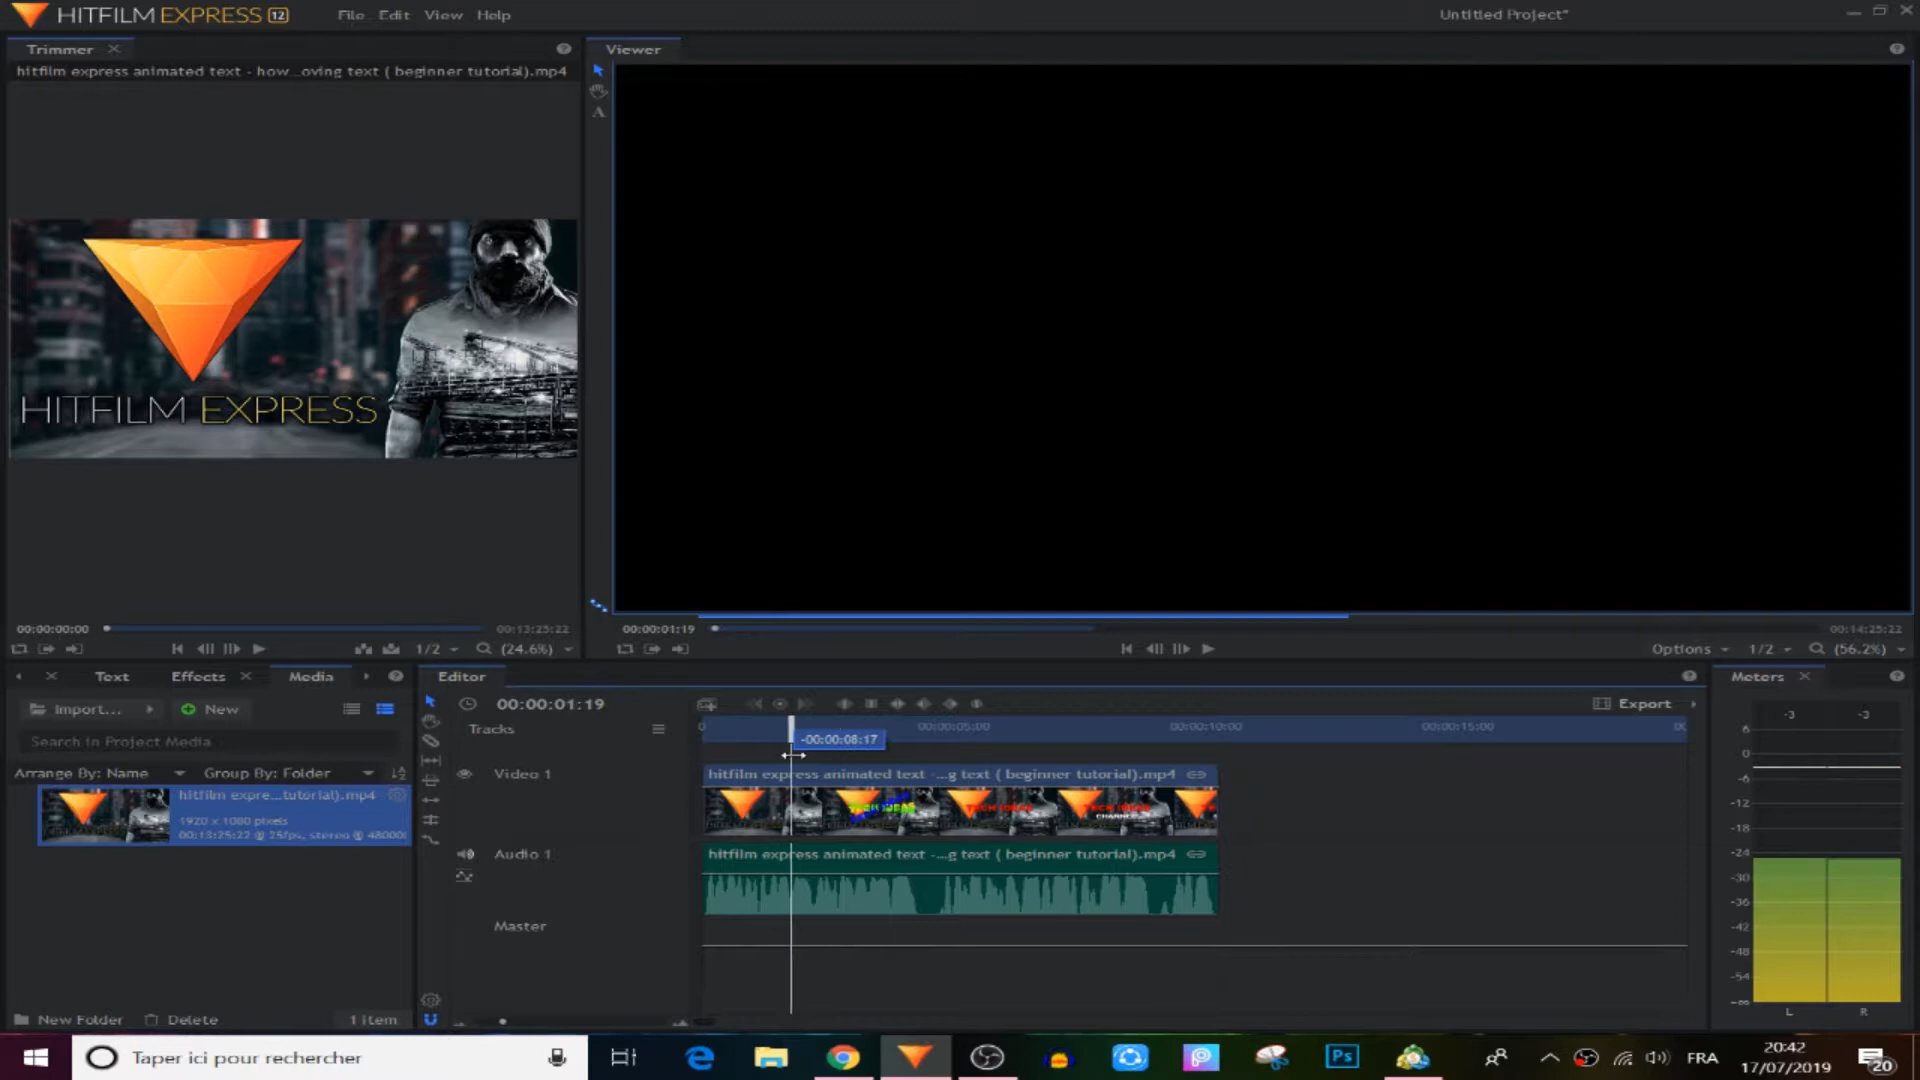 HITFILM EXPRESS 12 File Edit View Help Untitled Project*
Trimmer
hitfilm express animated text - how...oving text ( beginner tutorial).mp4
HITFILM EXPRESS
00:00:00:00 00:13:25:22
1/2 (24.6%)
Viewer
A
00:00:01:19 00:14:25:22
Options 1/2 (56.2%)
Text Effects Media
Import... New
Search in Project Media
Arrange By: Name Group By: Folder
hitfilm expre...tutorial).mp4
1920 x 1080 pixels
00:13:25:22 @ 25fps, stereo @ 48000
New Folder Delete 1 item
Editor
00:00:01:19 Export
Tracks 0 00:00:05:00 00:00:10:00 00:00:15:00
-00:00:08:17
Video 1
hitfilm express animated text -...g text ( beginner tutorial).mp4
TECH IDEAS
CHANNEL
Audio 1
hitfilm express animated text -...g text ( beginner tutorial).mp4
Master
Meters
-3 -3
6
0
-6
-12
-18
-24
-30
-36
-42
-48
-54
-∞
L R
Taper ici pour rechercher
Ps
FRA
20:42
17/07/2019
20